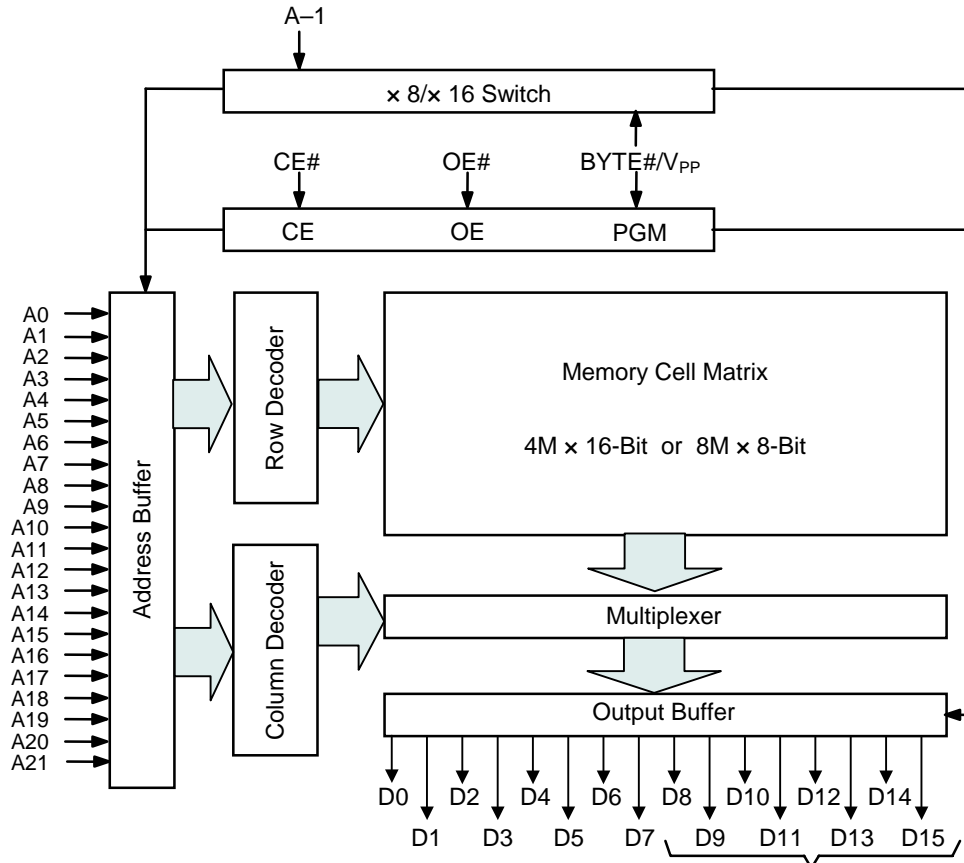 A–1
× 8/× 16 Switch
CE# OE# BYTE#/VPP
CE OE PGM
A0
A1
A2
A3
A4
A5
A6
A7
A8
A9
A10
A11
A12
A13
A14
A15
A16
A17
A18
A19
A20
A21
Address Buffer
Row Decoder
Column Decoder
Memory Cell Matrix
4M × 16-Bit or 8M × 8-Bit
Multiplexer
Output Buffer
D0 D2 D4 D6 D8 D10 D12 D14
D1 D3 D5 D7 D9 D11 D13 D15